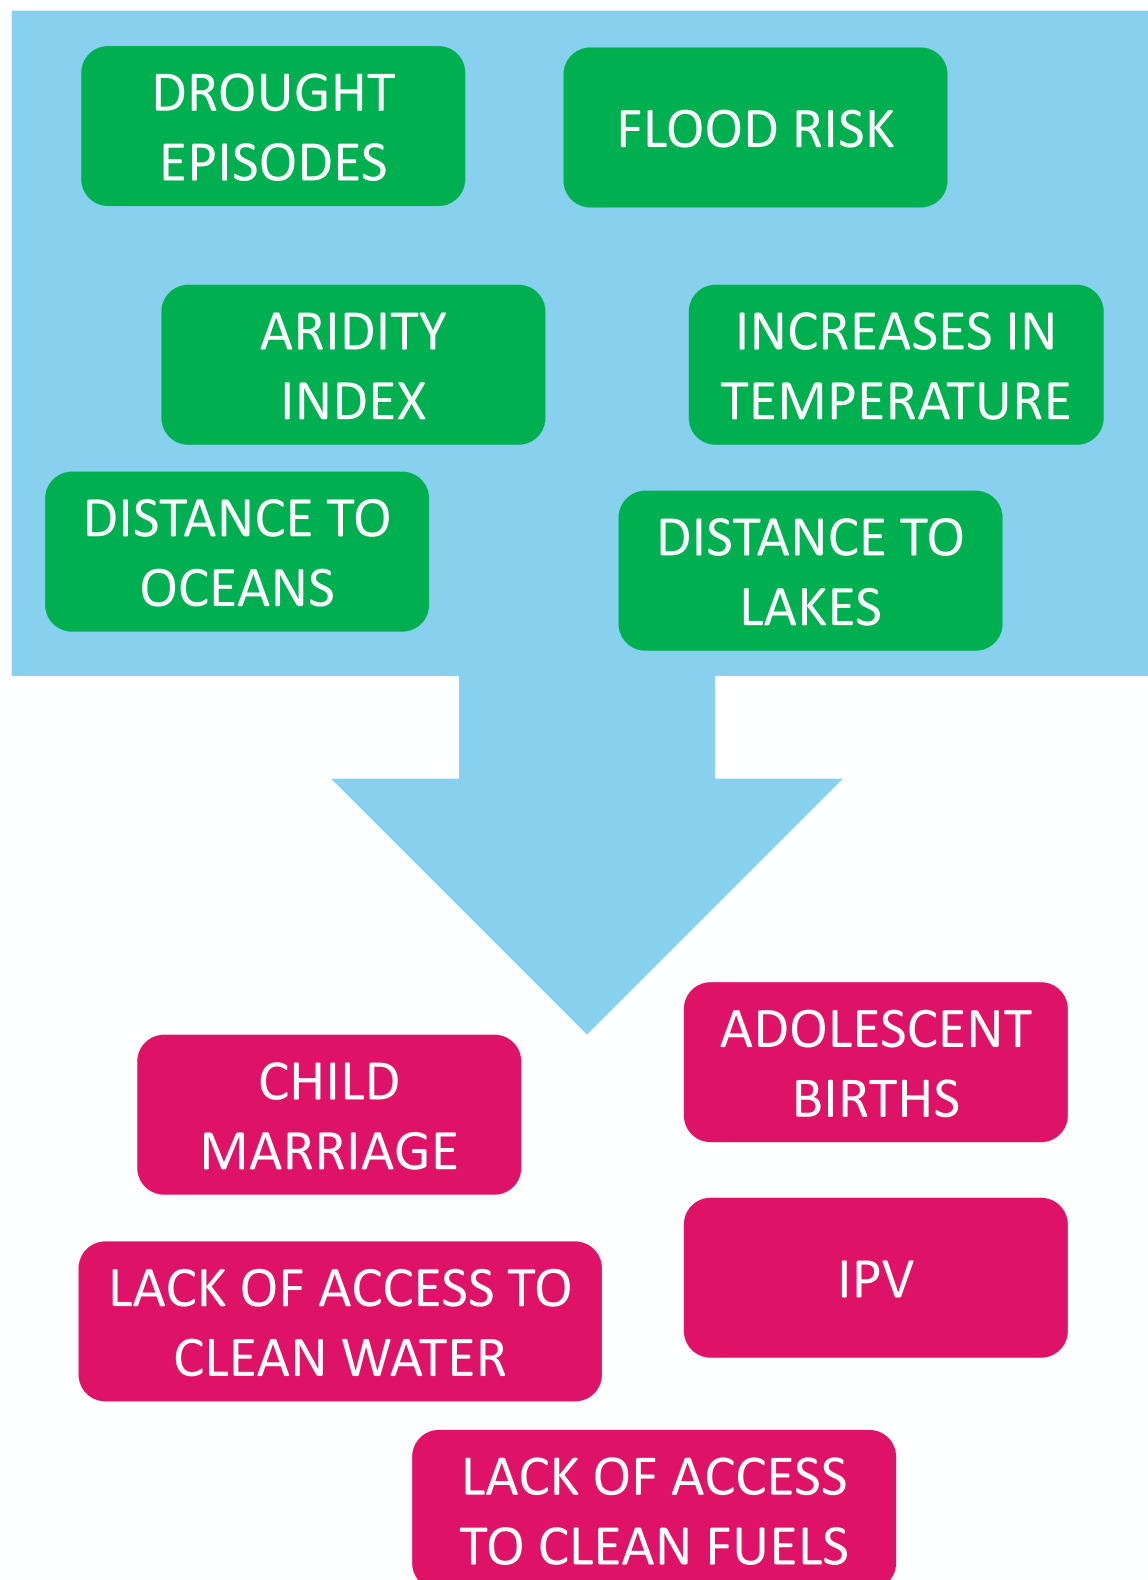 DROUGHT
EPISODES
FLOOD RISK
ARIDITY
INDEX
INCREASES IN
TEMPERATURE
DISTANCE TO
OCEANS
DISTANCE TO
LAKES
CHILD
MARRIAGE
ADOLESCENT
BIRTHS
LACK OF ACCESS TO
CLEAN WATER
IPV
LACK OF ACCESS
TO CLEAN FUELS